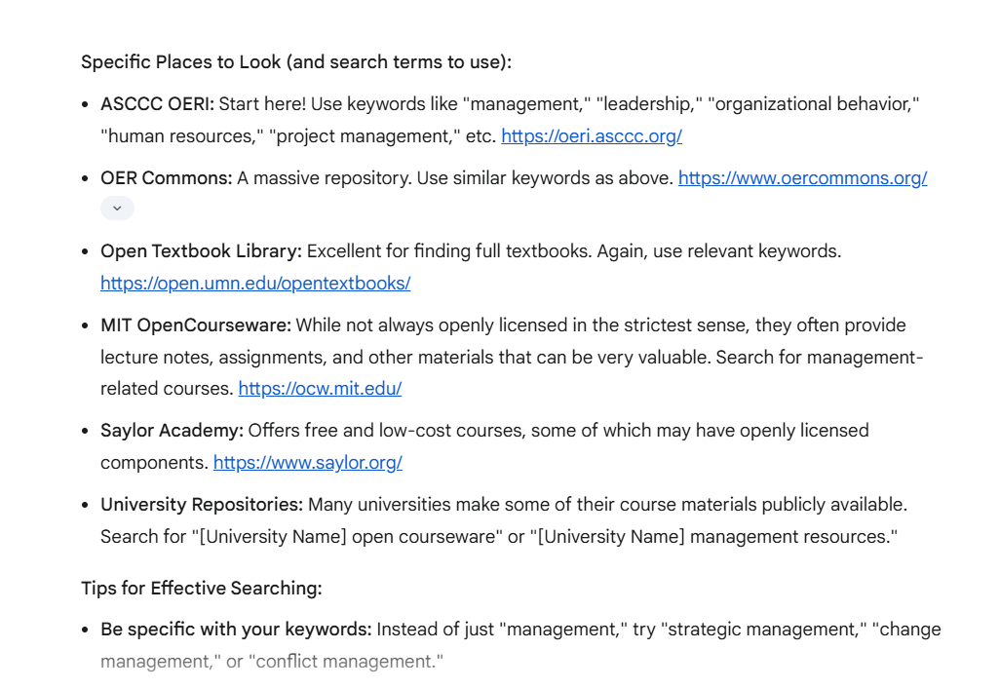 Specific Places to Look (and search terms to use):
• ASCCC OERI: Start here! Use keywords like "management," "leadership," "organizational behavior,"
"human resources," "project management," etc. https://oeri.asccc.org/
• OER Commons: A massive repository. Use similar keywords as above. https://www.oercommons.org/
• Open Textbook Library: Excellent for finding full textbooks. Again, use relevant keywords.
https://open.umn.edu/opentextbooks/
• MIT OpenCourseware: While not always openly licensed in the strictest sense, they often provide
lecture notes, assignments, and other materials that can be very valuable. Search for management-
related courses. https://ocw.mit.edu/
• Saylor Academy: Offers free and low-cost courses, some of which may have openly licensed
components. https://www.saylor.org/
• University Repositories: Many universities make some of their course materials publicly available.
Search for "[University Name] open courseware" or "[University Name] management resources."
Tips for Effective Searching:
• Be specific with your keywords: Instead of just "management," try "strategic management," "change
management," or "conflict management."